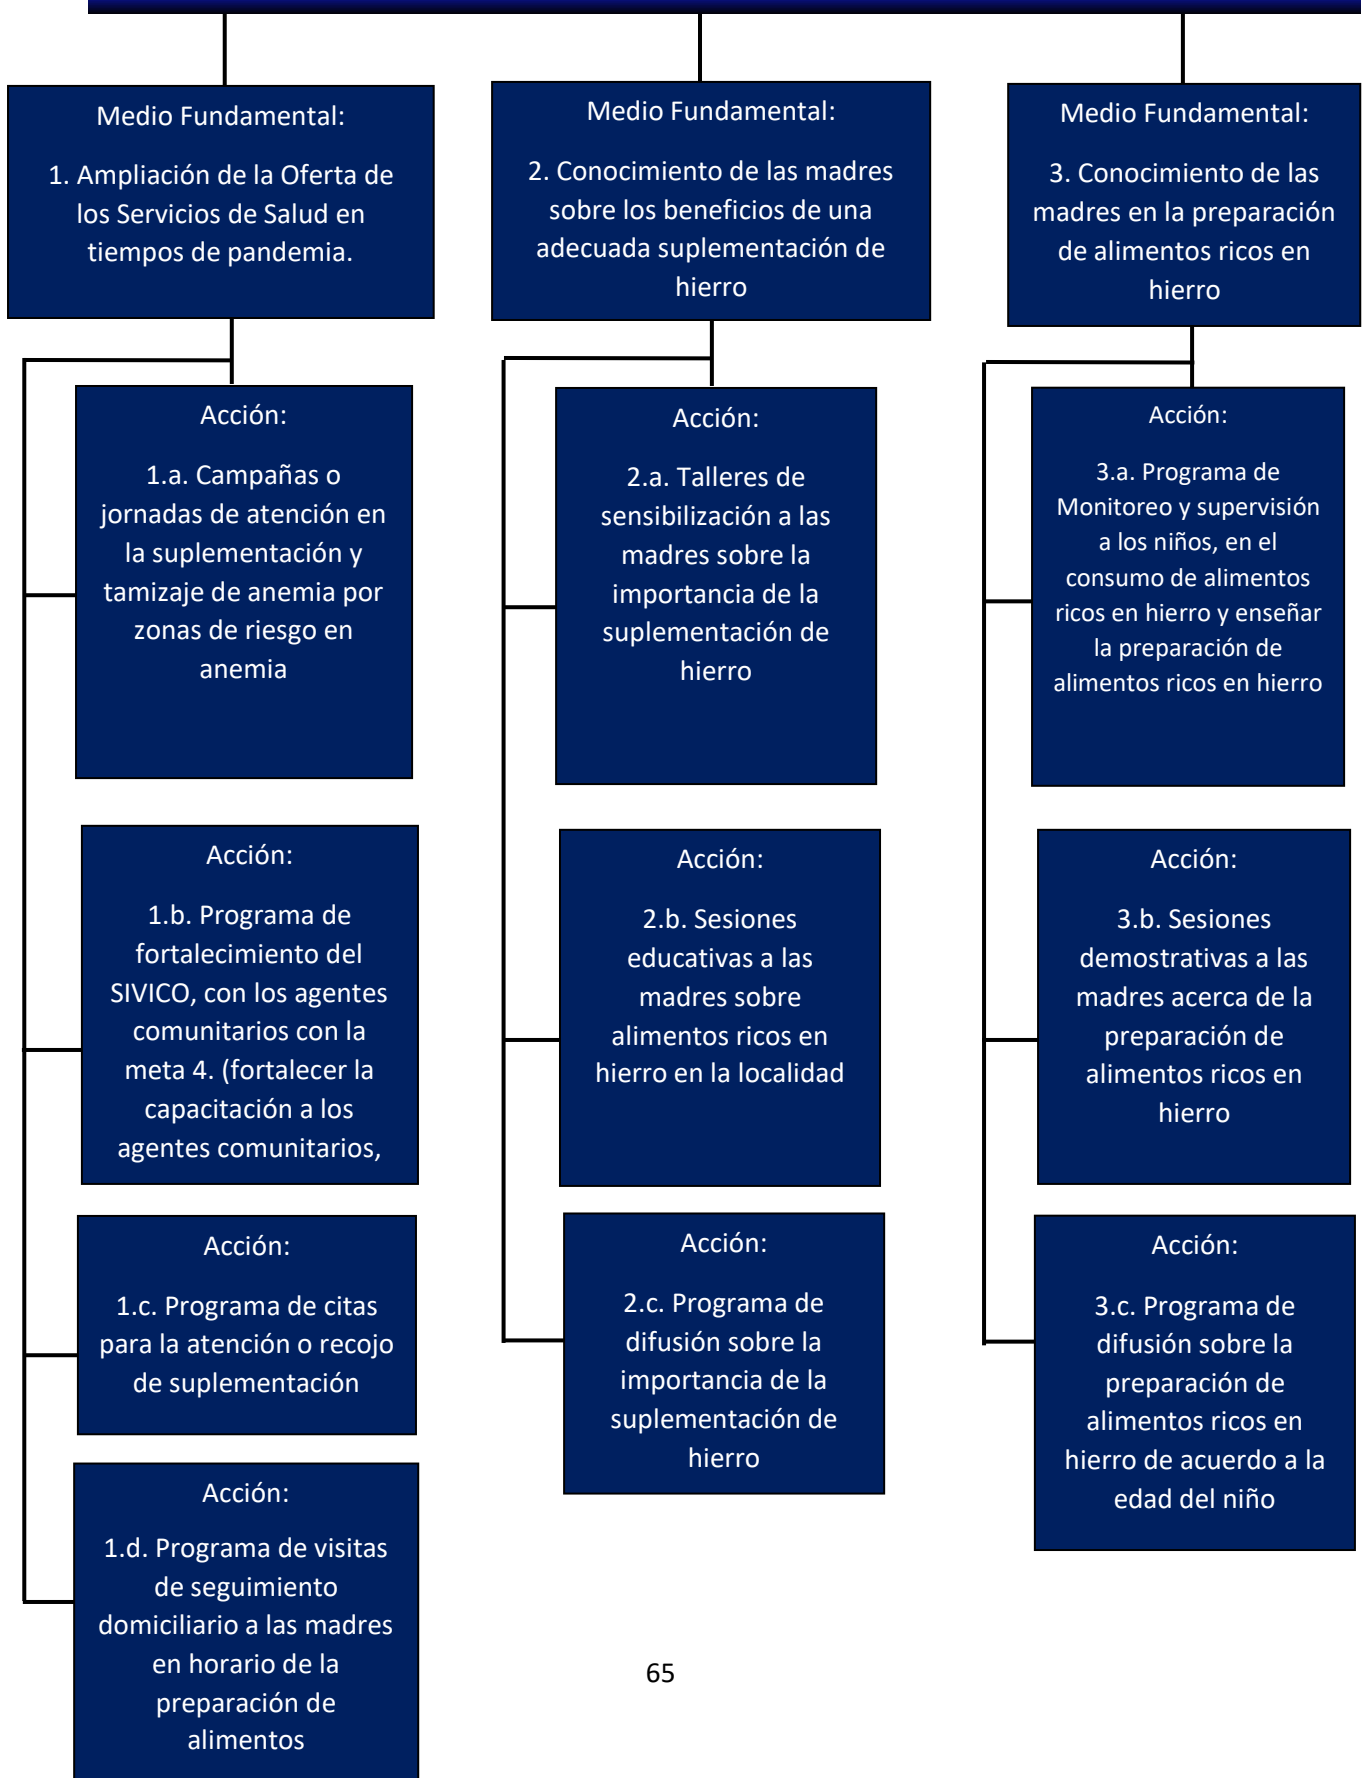 Medio Fundamental:
1. Ampliación de la Oferta de
los Servicios de Salud en
tiempos de pandemia.
Medio Fundamental:
2. Conocimiento de las madres
sobre los beneficios de una
adecuada suplementación de
hierro
Medio Fundamental:
3. Conocimiento de las
madres en la preparación
de alimentos ricos en
hierro
Acción:
1.a. Campañas o
jornadas de atención en
la suplementación y
tamizaje de anemia por
zonas de riesgo en
anemia
Acción:
1.b. Programa de
fortalecimiento del
SIVICO, con los agentes
comunitarios con la
meta 4. (fortalecer la
capacitación a los
agentes comunitarios,
Acción:
1.c. Programa de citas
para la atención o recojo
de suplementación
Acción:
1.d. Programa de visitas
de seguimiento
domiciliario a las madres
en horario de la
preparación de
alimentos
Acción:
2.a. Talleres de
sensibilización a las
madres sobre la
importancia de la
suplementación de
hierro
Acción:
2.b. Sesiones
educativas a las
madres sobre
alimentos ricos en
hierro en la localidad
Acción:
2.c. Programa de
difusión sobre la
importancia de la
suplementación de
hierro
Acción:
3.a. Programa de
Monitoreo y supervisión
a los niños, en el
consumo de alimentos
ricos en hierro y enseñar
la preparación de
alimentos ricos en hierro
Acción:
3.b. Sesiones
demostrativas a las
madres acerca de la
preparación de
alimentos ricos en
hierro
Acción:
3.c. Programa de
difusión sobre la
preparación de
alimentos ricos en
hierro de acuerdo a la
edad del niño
65